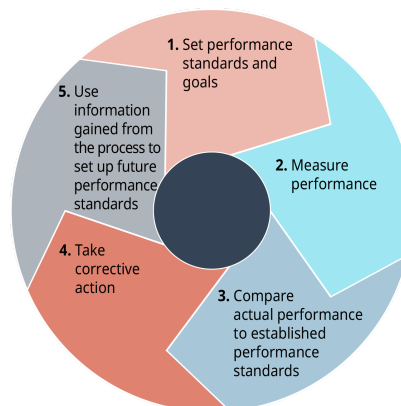 1. Set performance
standards and
goals
2. Measure
performance
3. Compare
actual performance
to established
performance
standards
4. Take
corrective
action
5. Use
information
gained from
the process to
set up future
performance
standards